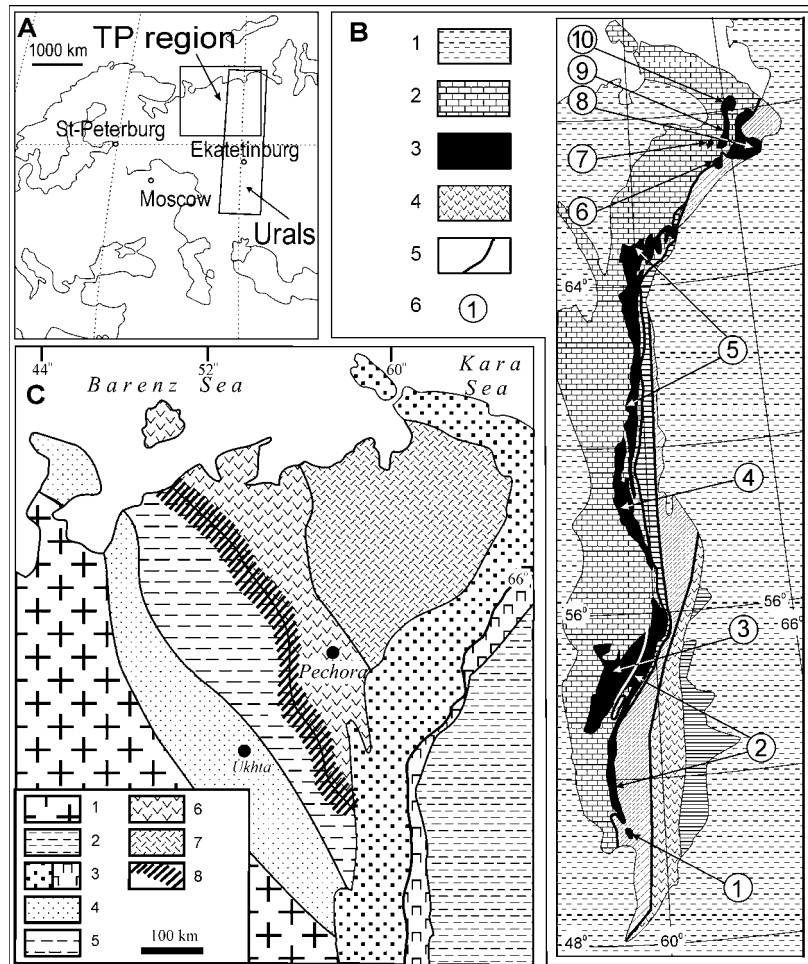 A
1000 km
TP region
St-Peterburg
Ekatetinburg
Moscow
Urals
B
1
2
3
4
5
6 1
10
9
8
7
6
64°
5
4
56°
56°
66°
3
2
1
48°
60°
44"
52"
60"
C
Barenz Sea
Kara
Sea
66"
Pechora
Ukhta
1
2
3
4
5
6
7
8
100 km